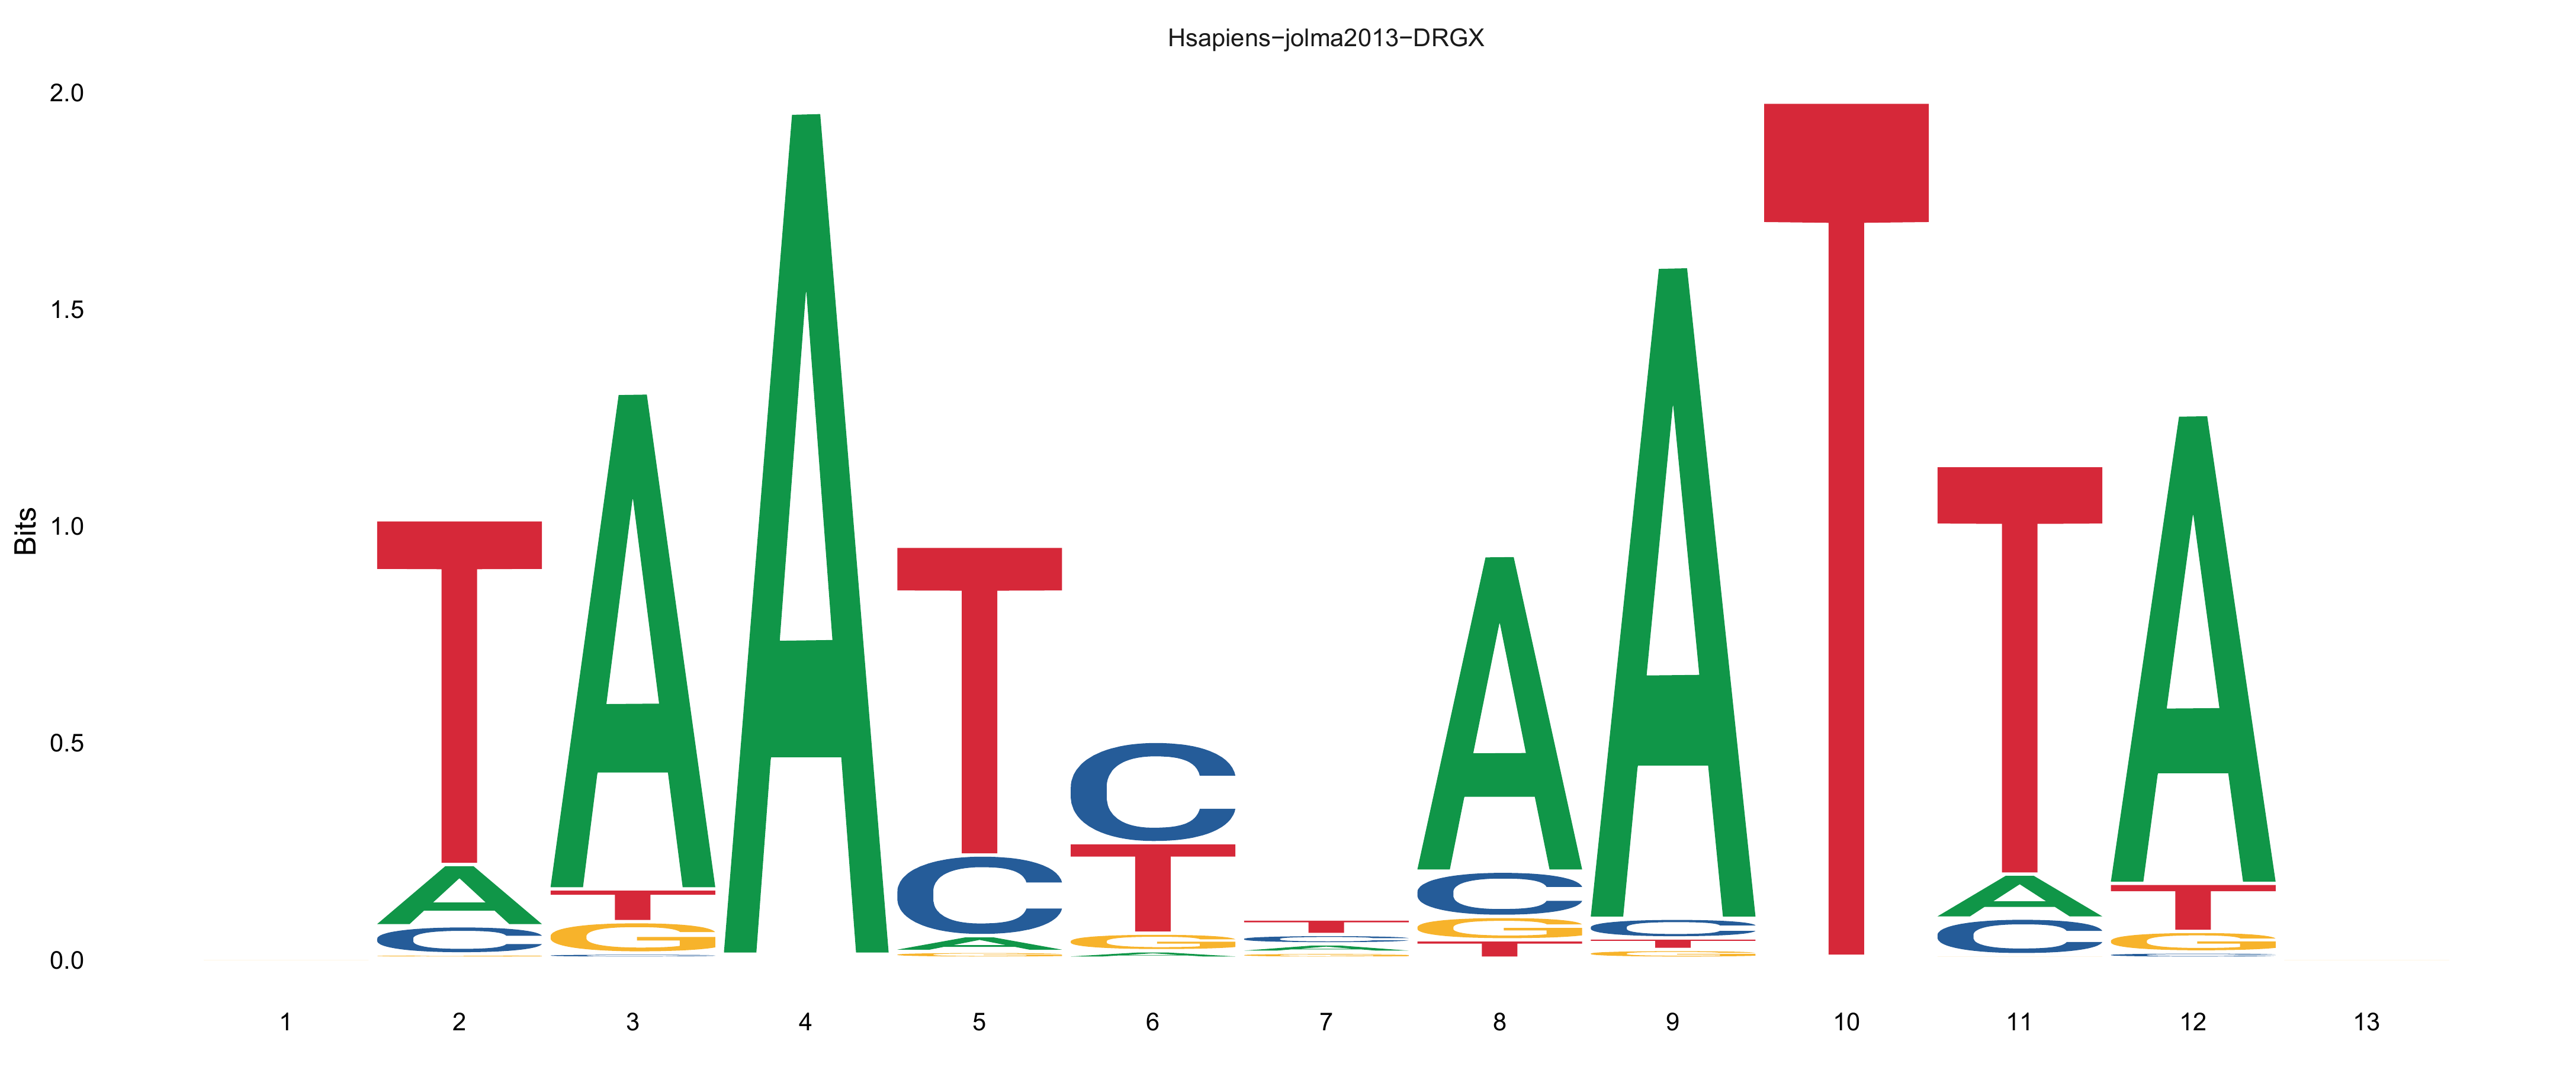 Hsapiens−jolma2013−DRGX
2.0
1.5
1.0
0.5
0.0
Bits
T A C G
A T G C
A
T C A G
C T G A
T C A G
A C G T
A C T G
T
T A C
A T G C
1 2 3 4 5 6 7 8 9 10 11 12 13